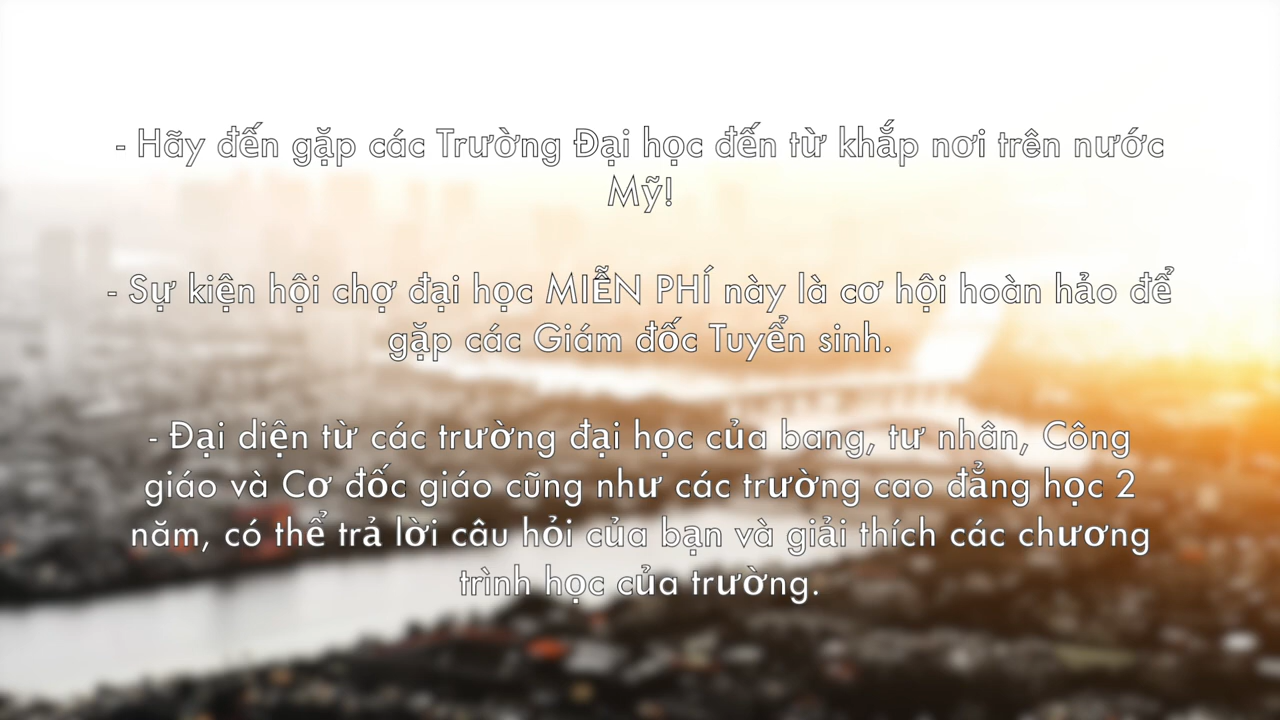 - Hãy đến gặp các Trường Đại học đến từ khắp nơi trên nước
Mỹ!
- Sự kiện hội chợ đại học MIỄN PHÍ này là cơ hội hoàn hảo để
gặp các Giám đốc Tuyển sinh.
- Đại diện từ các trường đại học của bang, tư nhân, Công
giáo và Cơ đốc giáo cũng như các trường cao đẳng học 2
năm, có thể trả lời câu hỏi của bạn và giải thích các chương
trình học của trường.